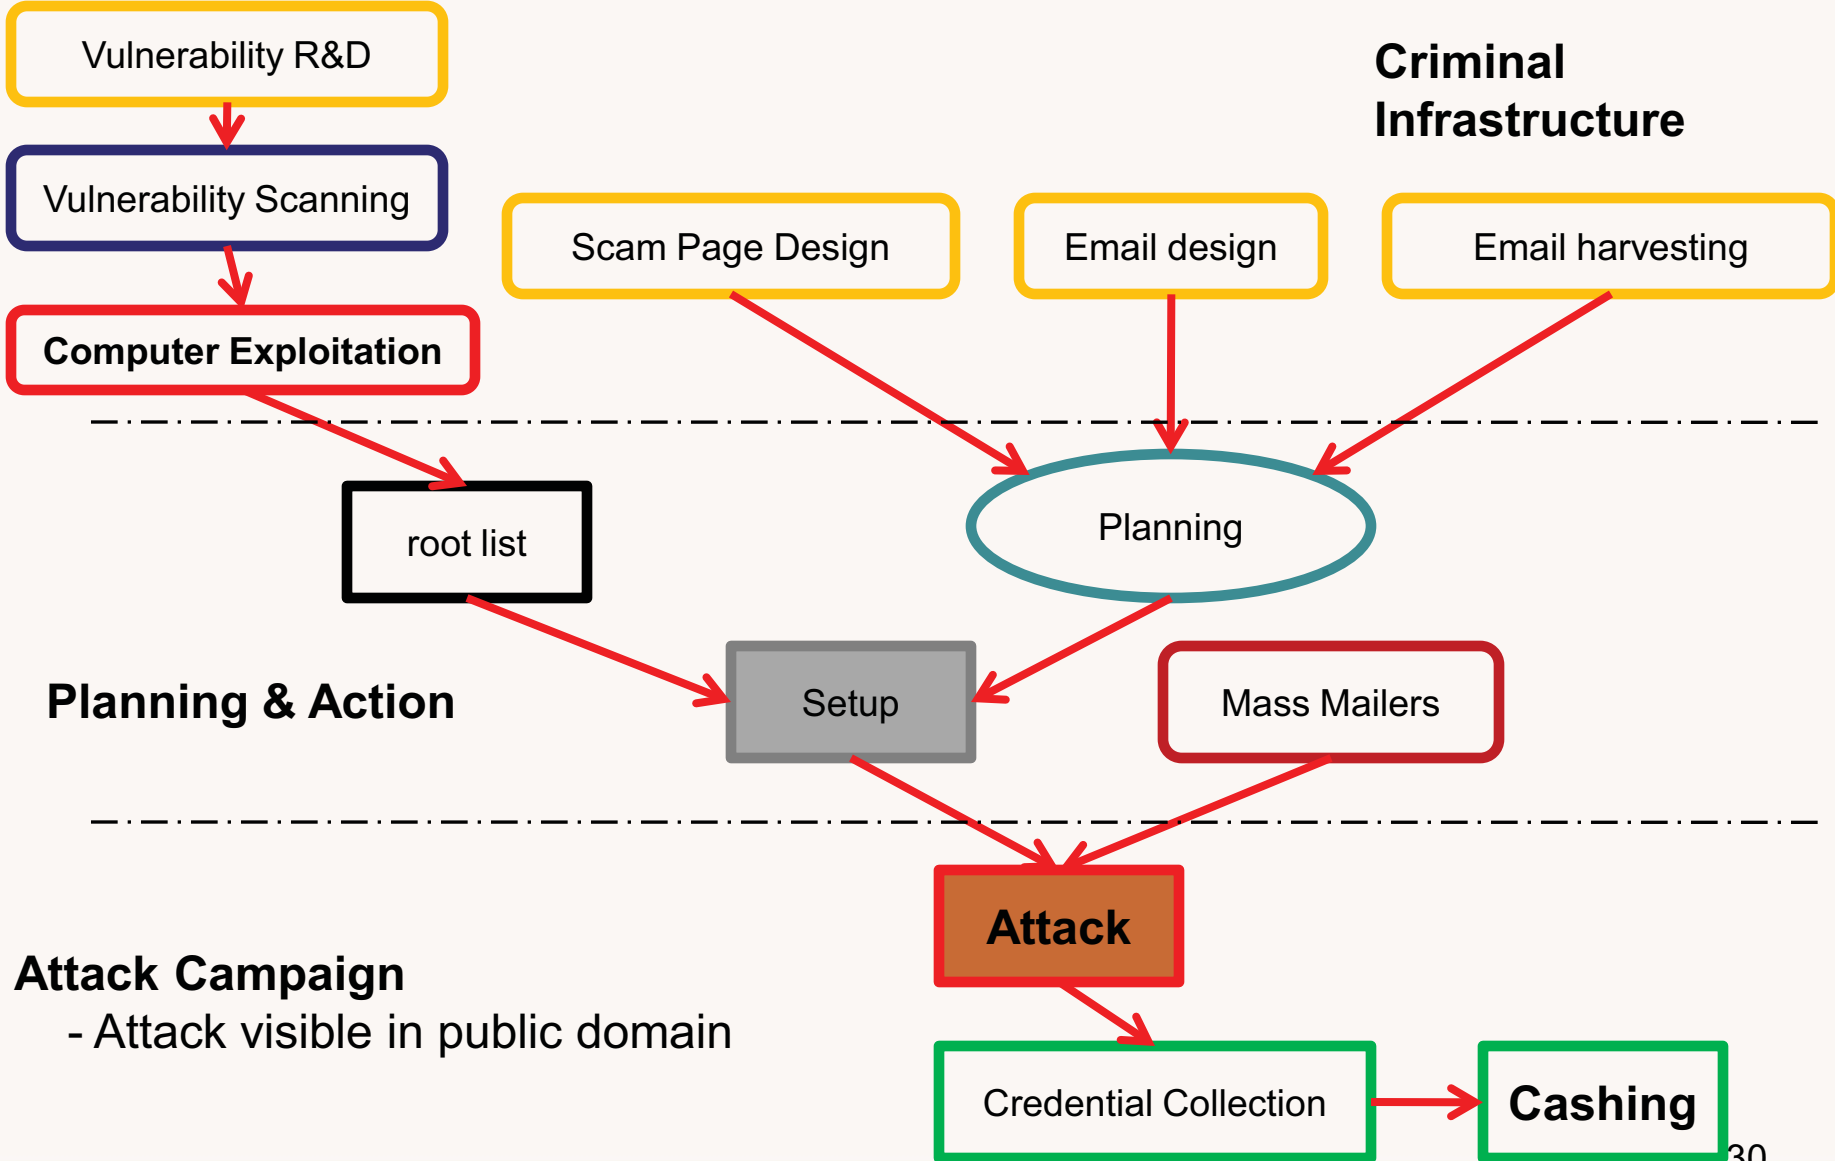 Vulnerability R&D
Criminal
Infrastructure
Vulnerability Scanning
Scam Page Design
Email design
Email harvesting
Computer Exploitation
root list
Planning
Planning & Action
Setup
Mass Mailers
Attack
Attack Campaign
- Attack visible in public domain
Credential Collection
Cashing
30